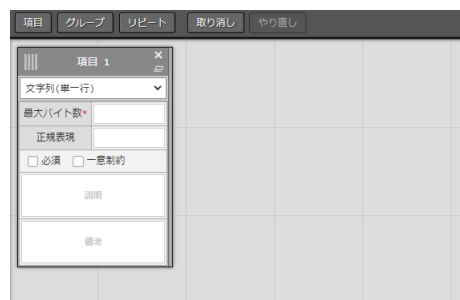 項目 グループ リピート 取り消し やり直し
項目 1
文字列(単一行)
最大バイト数*
正規表現
必須 一意制約
説明
備考